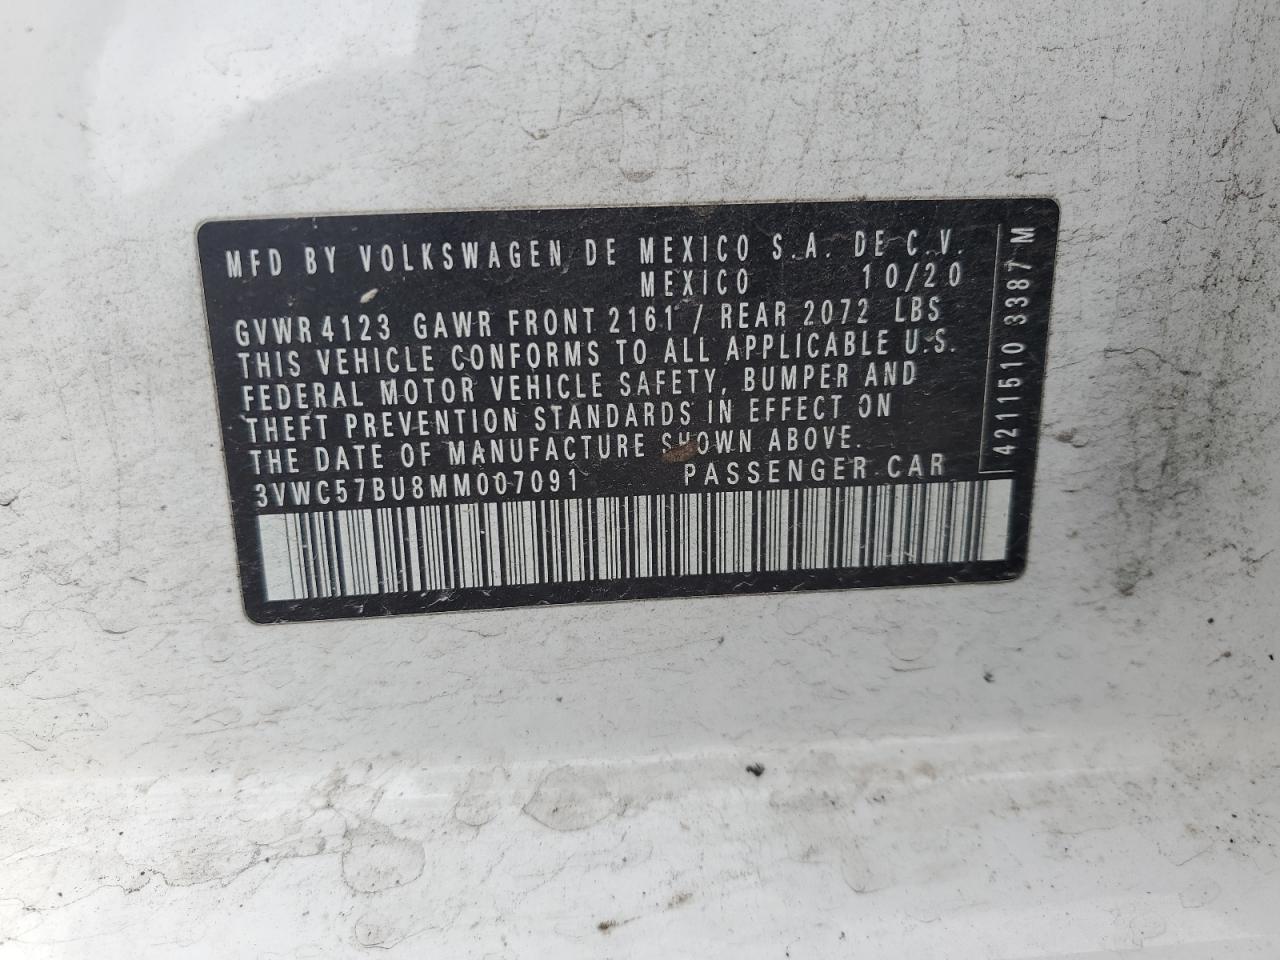 MFD BY VOLKSWAGEN DE MEXICO S.A. DE C.V.
MEXICO 10/20
GVWR 4123 GAWR FRONT 2161 / REAR 2072 LBS
THIS VEHICLE CONFORMS TO ALL APPLICABLE U.S.
FEDERAL MOTOR VEHICLE SAFETY, BUMPER AND
THEFT PREVENTION STANDARDS IN EFFECT ON
THE DATE OF MANUFACTURE SHOWN ABOVE.
3VWC57BU8MM007091 PASSENGER CAR
4211510 3387 M